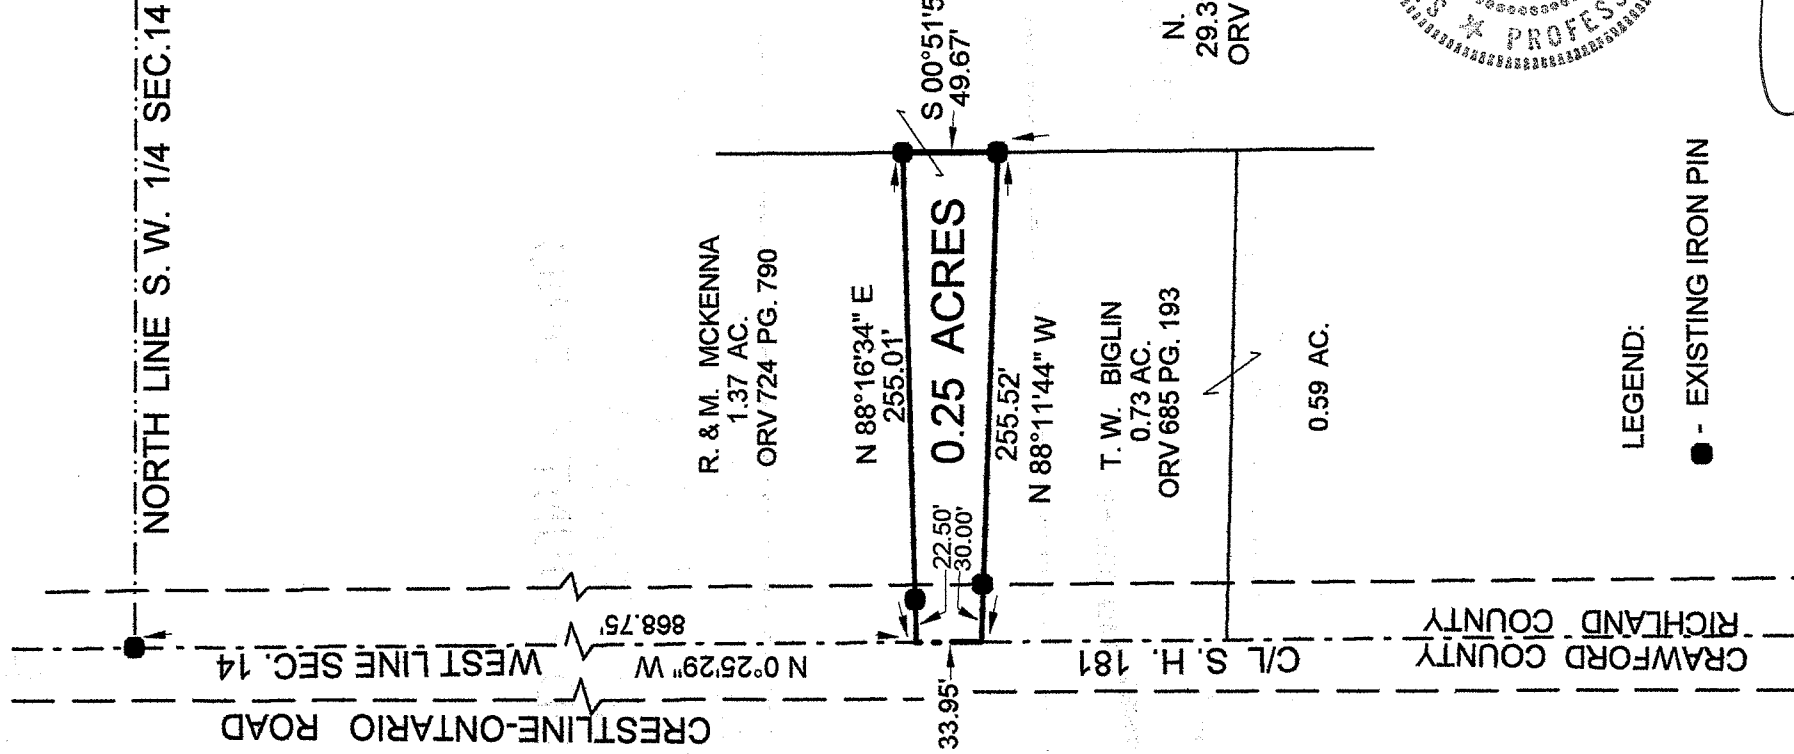 NORTH LINE S. W. 1/4 SEC.14
R. & M. MCKENNA
1.37 AC.
ORV 724 PG. 790
N 88°16'34" E
255.01'
0.25 ACRES
255.52'
N 88°11'44" W
22.50'
30.00'
S 00°51'5
49.67'
N.
29.3
ORV
S ✶ PROFESS
T. W. BIGLIN
0.73 AC.
ORV 685 PG. 193
0.59 AC.
LEGEND:
- EXISTING IRON PIN
868.75'
N 0°25'29" W
WEST LINE SEC. 14
CRESTLINE-ONTARIO ROAD
33.95'
C/L S. H. 181
RICHLAND COUNTY
CRAWFORD COUNTY